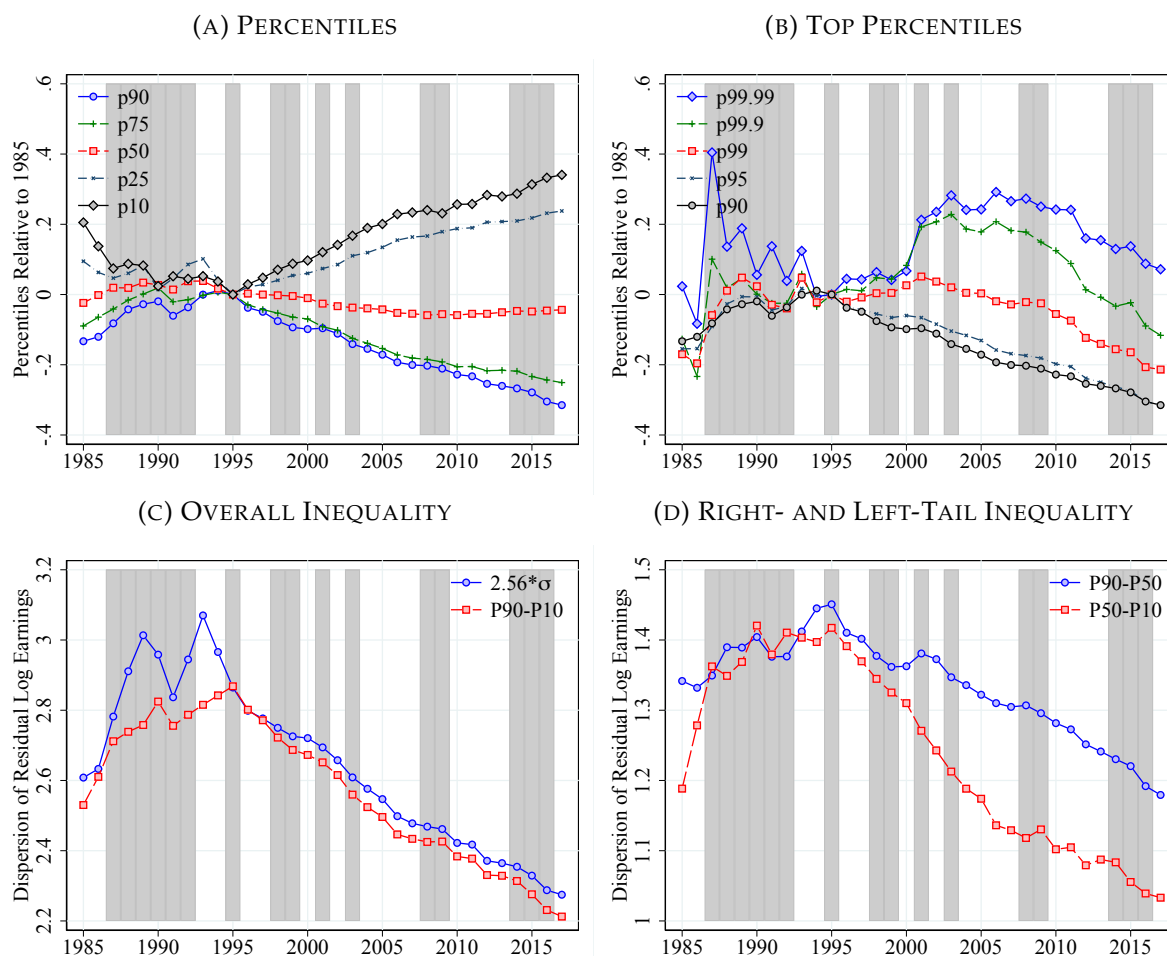 (A) PERCENTILES
Percentiles Relative to 1985
.6
.4
.2
0
-.2
-.4
p90
p75
p50
p25
p10
1985 1990 1995 2000 2005 2010 2015
(B) TOP PERCENTILES
Percentiles Relative to 1985
.6
.4
.2
0
-.2
-.4
p99.99
p99.9
p99
p95
p90
1985 1990 1995 2000 2005 2010 2015
(C) OVERALL INEQUALITY
Dispersion of Residual Log Earnings
3.2
3
2.8
2.6
2.4
2.2
2.56*σ
P90-P10
1985 1990 1995 2000 2005 2010 2015
(D) RIGHT- AND LEFT-TAIL INEQUALITY
Dispersion of Residual Log Earnings
1.5
1.4
1.3
1.2
1.1
1
P90-P50
P50-P10
1985 1990 1995 2000 2005 2010 2015